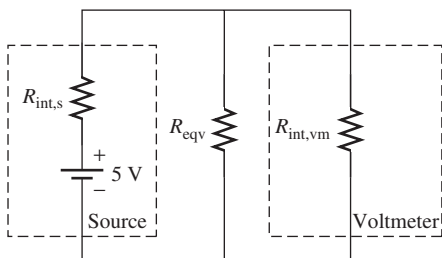 R_int,s
+
5 V
−
Source
R_eqv
R_int,vm
Voltmeter